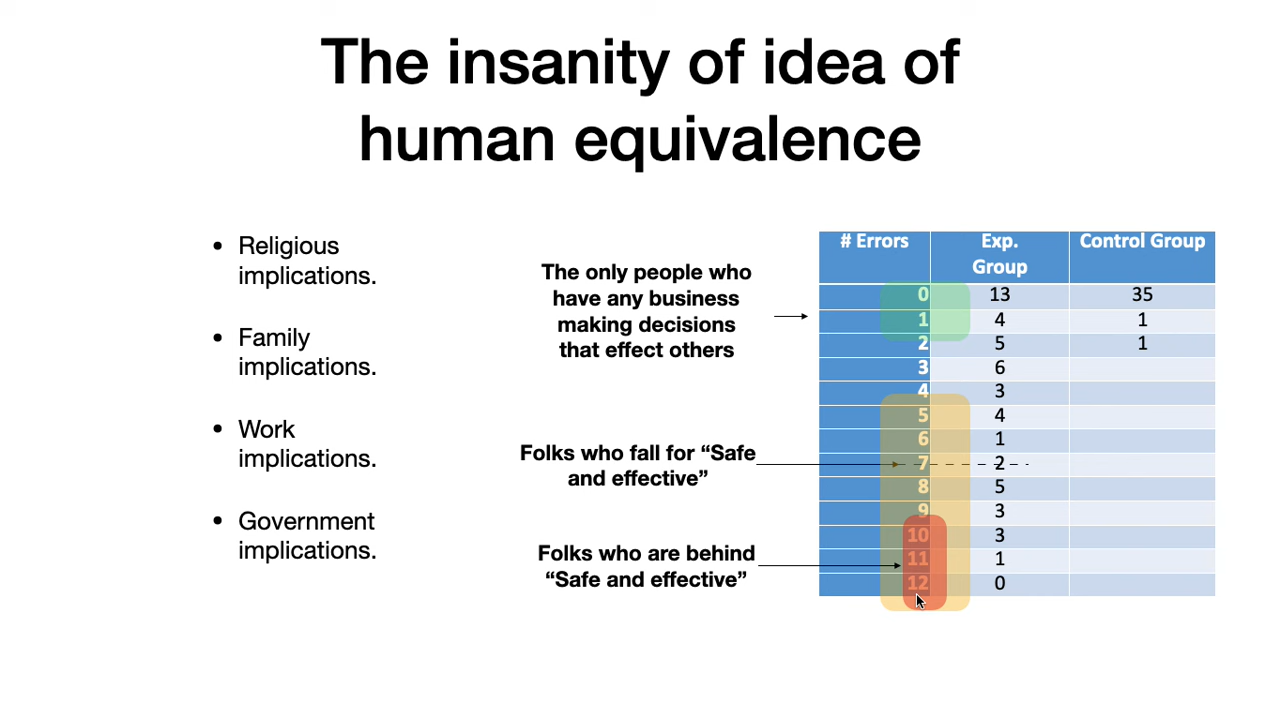 The insanity of idea of
human equivalence
• Religious
implications.
• Family
implications.
• Work
implications.
• Government
implications.
The only people who
have any business
making decisions
that effect others
Folks who fall for “Safe
and effective”
Folks who are behind
“Safe and effective”
# Errors Exp. Group Control Group
0 13 35
1 4 1
2 5 1
3 6
4 3
5 4
6 1
7 2
8 5
9 3
10 3
11 1
12 0